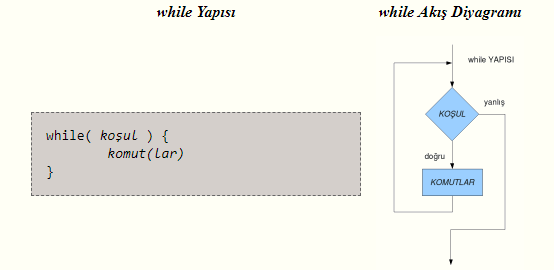 while Yapısı
while( koşul ) {
komut(lar)
}
while Akış Diyagramı
while YAPISI
KOŞUL
yanlış
doğru
KOMUTLAR